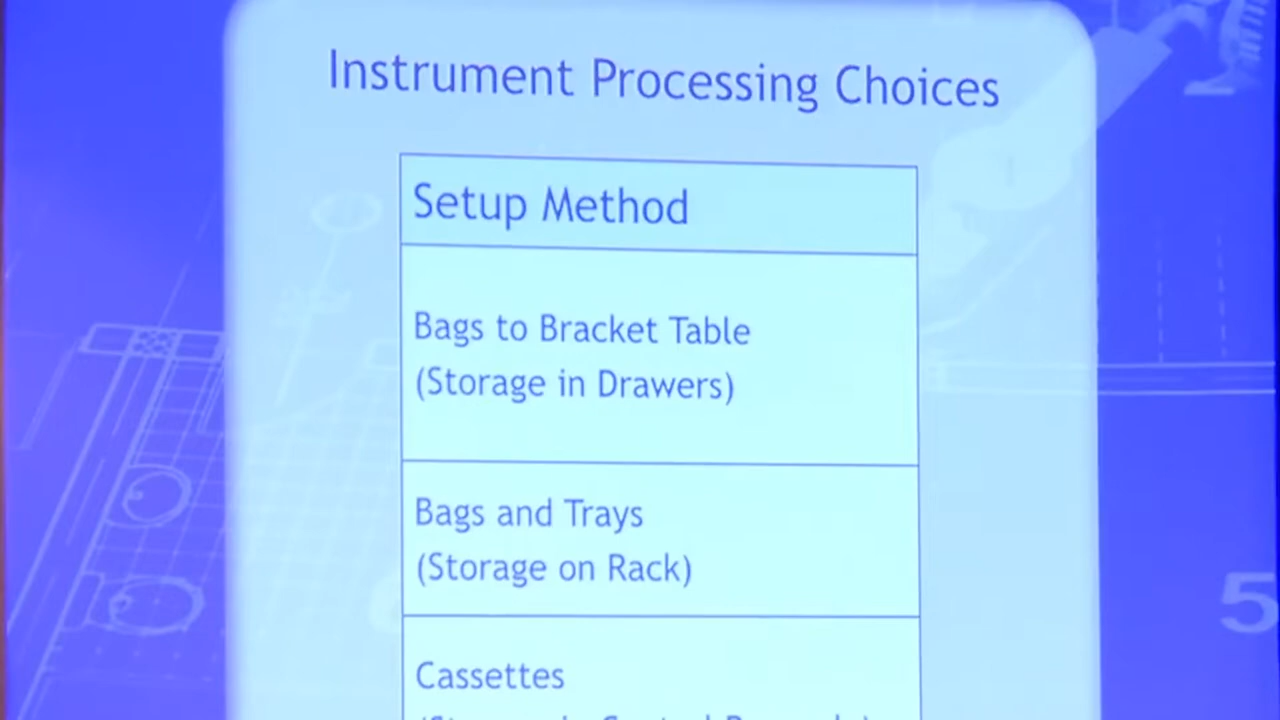 Instrument Processing Choices
Setup Method
Bags to Bracket Table
(Storage in Drawers)
Bags and Trays
(Storage on Rack)
5
Cassettes